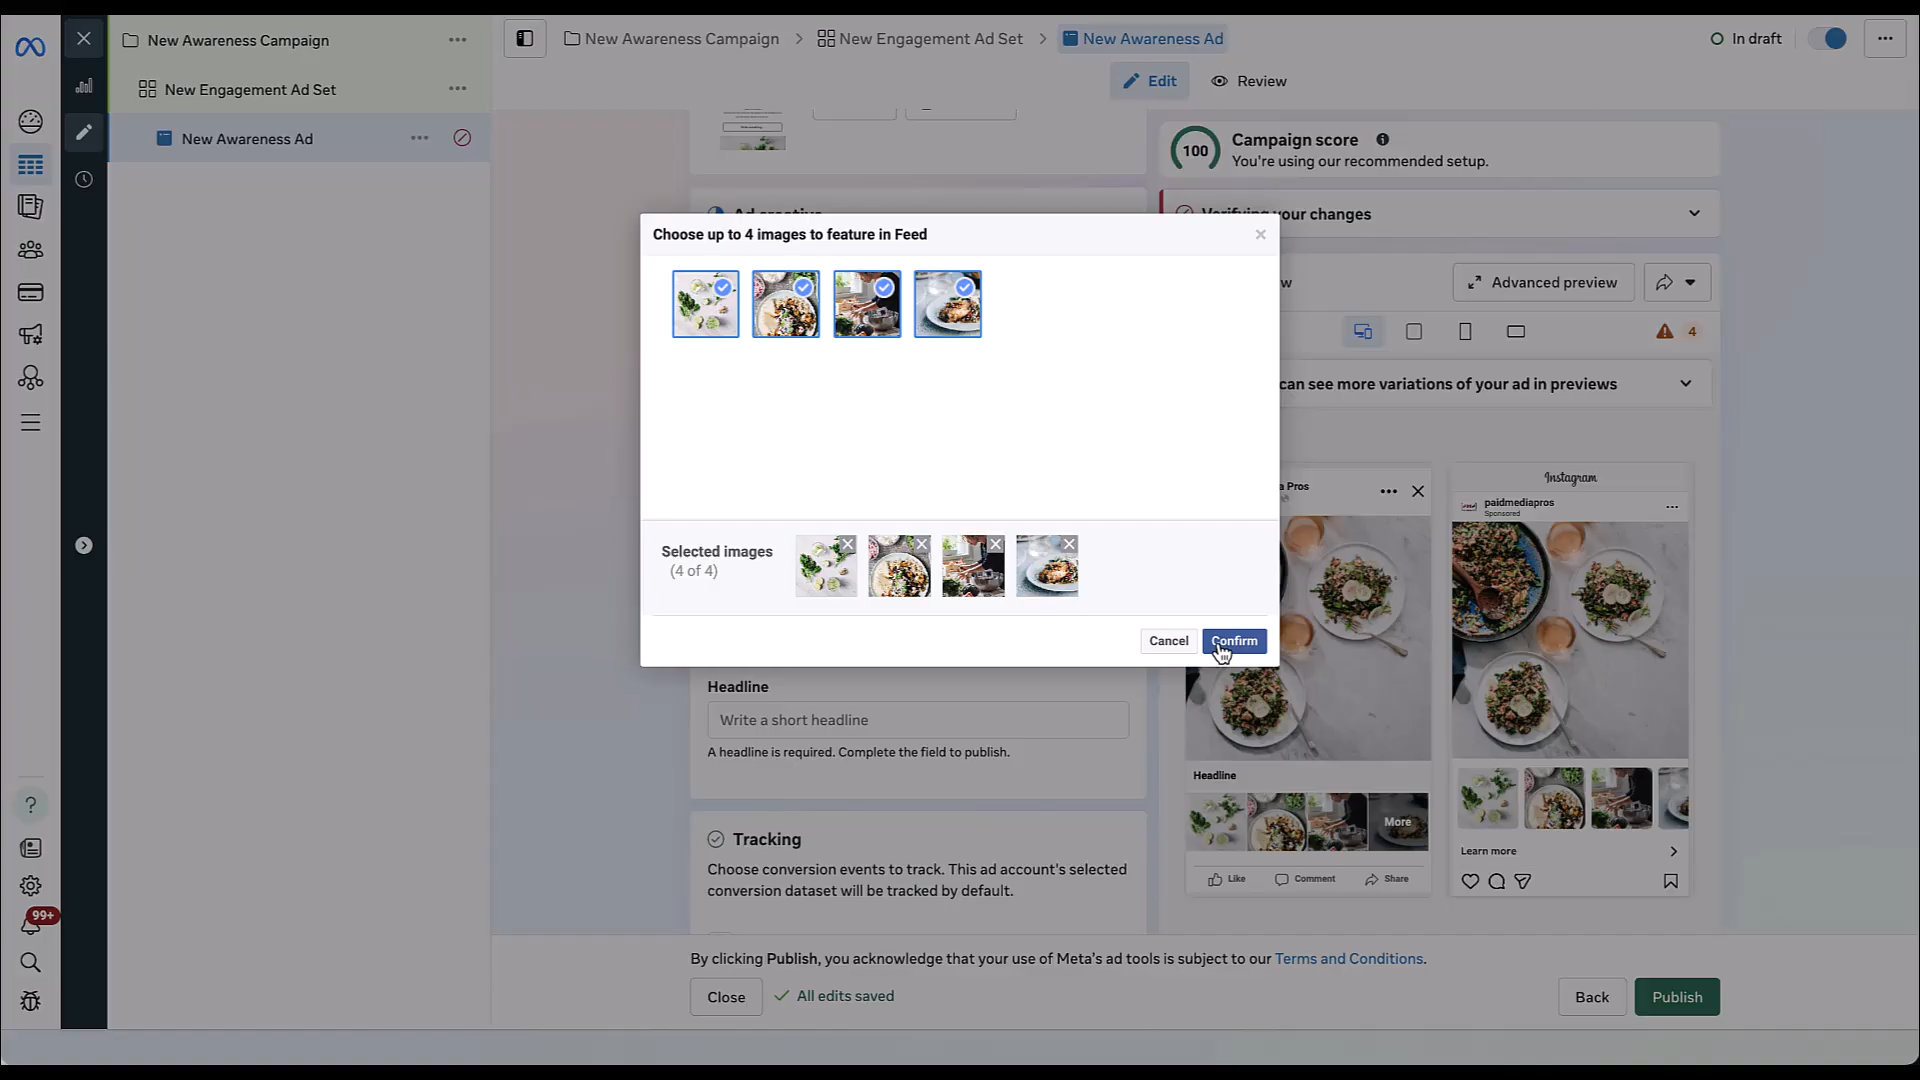 New Awareness Campaign
New Engagement Ad Set
New Awareness Ad
New Awareness Campaign > New Engagement Ad Set > New Awareness Ad
In draft
Edit
Review
100
Campaign score
You're using our recommended setup.
your changes
Advanced preview
4
can see more variations of your ad in previews
Choose up to 4 images to feature in Feed
Selected images
(4 of 4)
Cancel
Confirm
Headline
Write a short headline
A headline is required. Complete the field to publish.
Tracking
Choose conversion events to track. This ad account's selected
conversion dataset will be tracked by default.
a Pros
Headline
More
Like
Comment
Share
Instagram
paidmediapros
Sponsored
Learn more
?
99+
By clicking Publish, you acknowledge that your use of Meta's ad tools is subject to our Terms and Conditions.
Close
All edits saved
Back
Publish